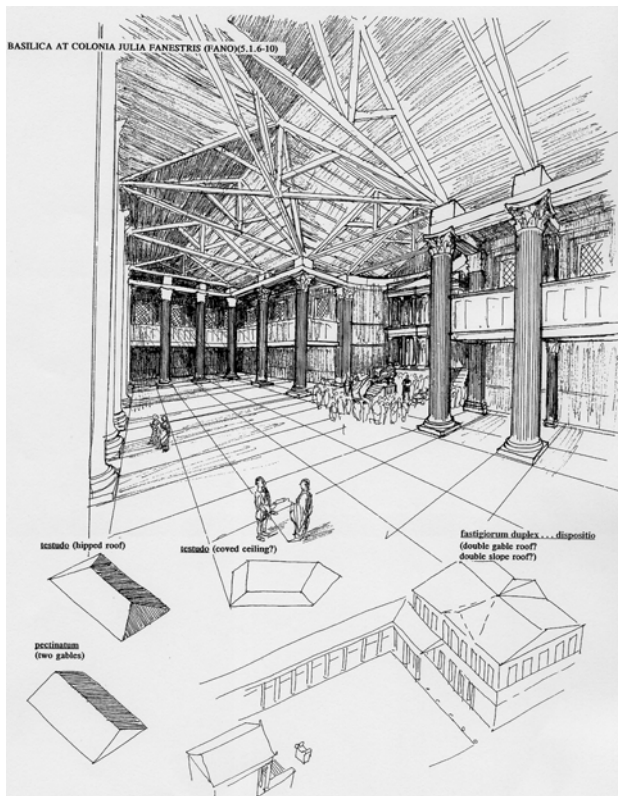 BASILICA AT COLONIA JULIA FANESTRIS (FANO)(5.1.6-10)
testudo (hipped roof)
testudo (coved ceiling?)
fastigiorum duplex . . . dispositio
(double gable roof?
double slope roof?)
pectinatum
(two gables)